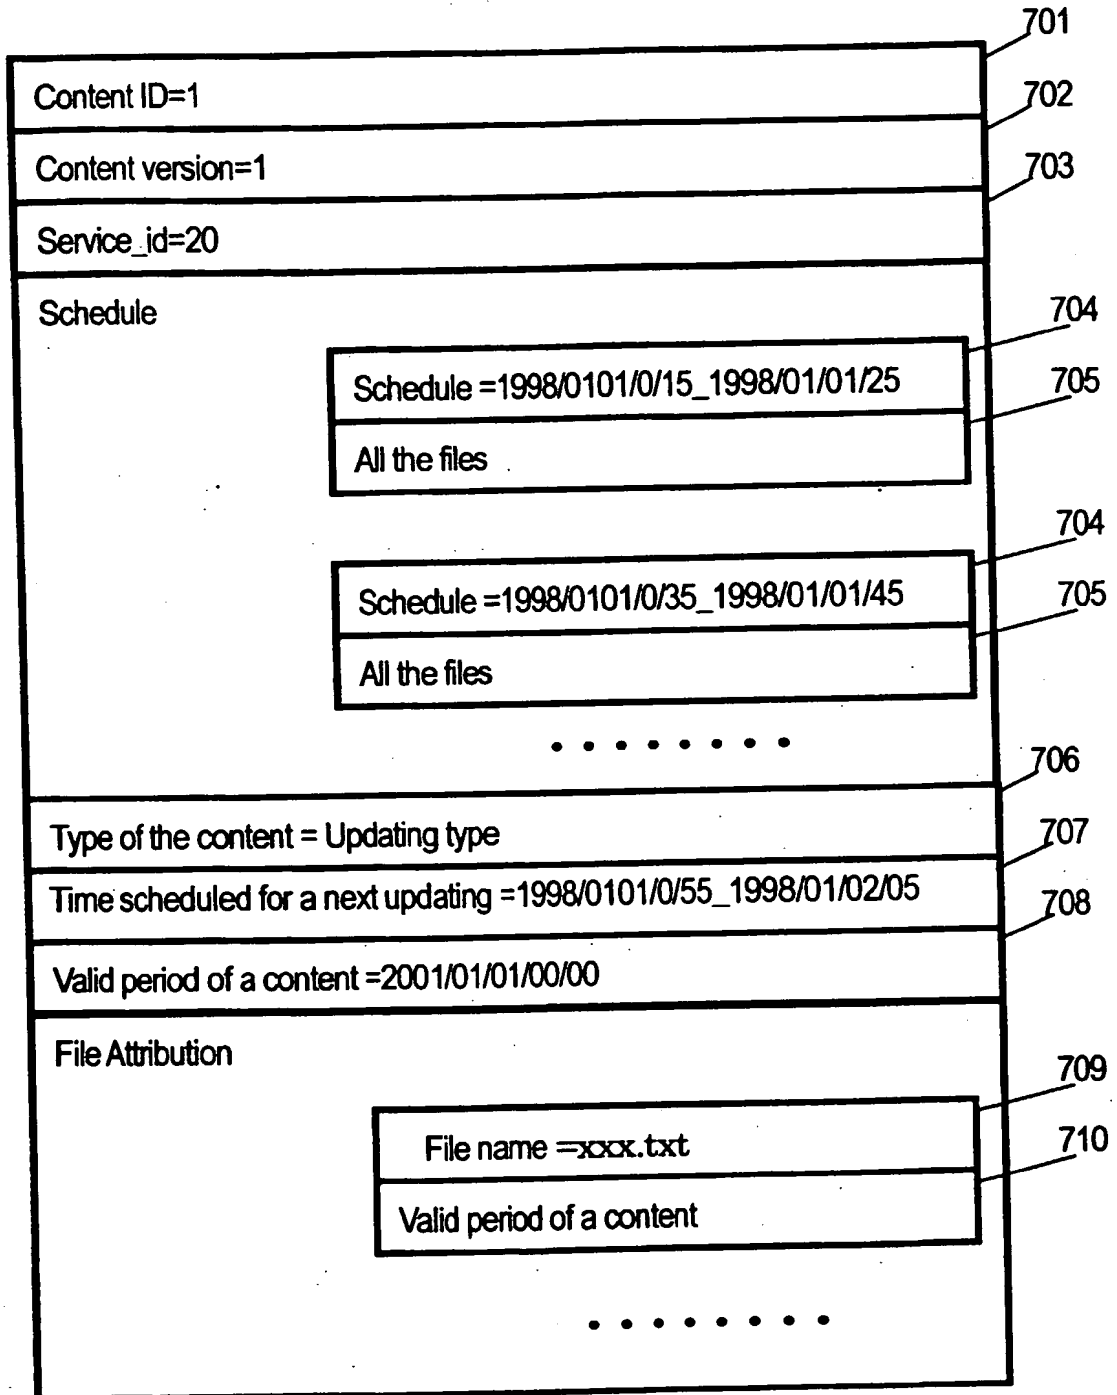 701
Content ID=1
702
Content version=1
703
Service_id=20
Schedule
704
Schedule =1998/0101/0/15_1998/01/01/25
705
All the files
704
Schedule =1998/0101/0/35_1998/01/01/45
705
All the files
706
Type of the content = Updating type
707
Time scheduled for a next updating =1998/0101/0/55_1998/01/02/05
708
Valid period of a content =2001/01/01/00/00
File Attribution
709
File name =xxx.txt
710
Valid period of a content